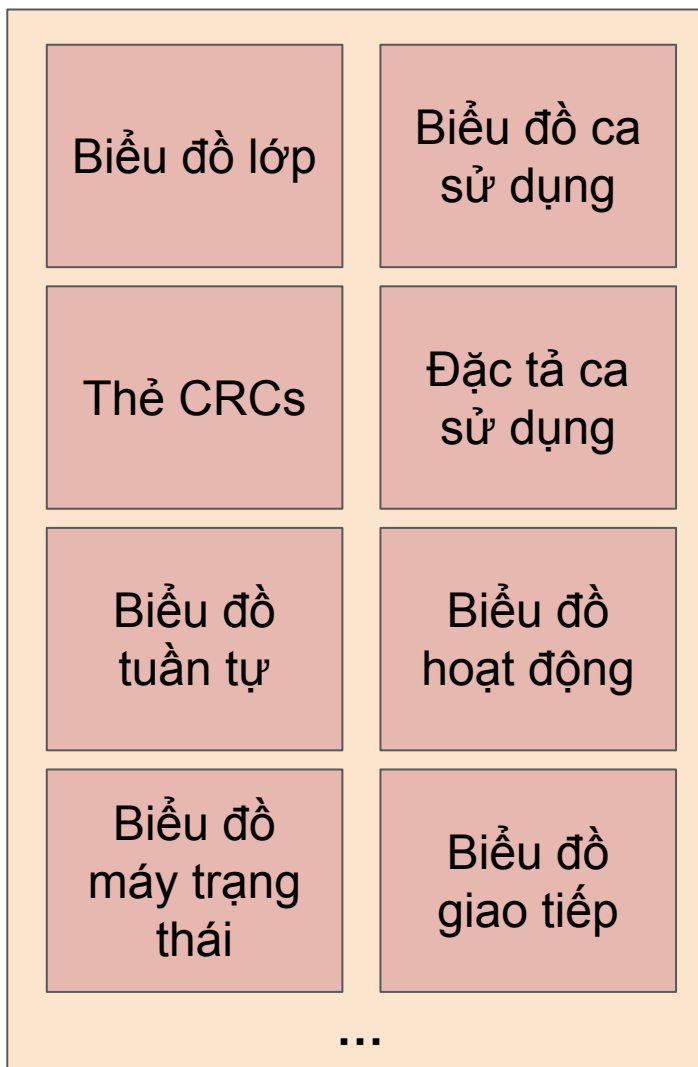 Biểu đồ lớp
Biểu đồ ca
sử dụng
Thẻ CRCs
Đặc tả ca
sử dụng
Biểu đồ
tuần tự
Biểu đồ
hoạt động
Biểu đồ
máy trạng
thái
Biểu đồ
giao tiếp
...